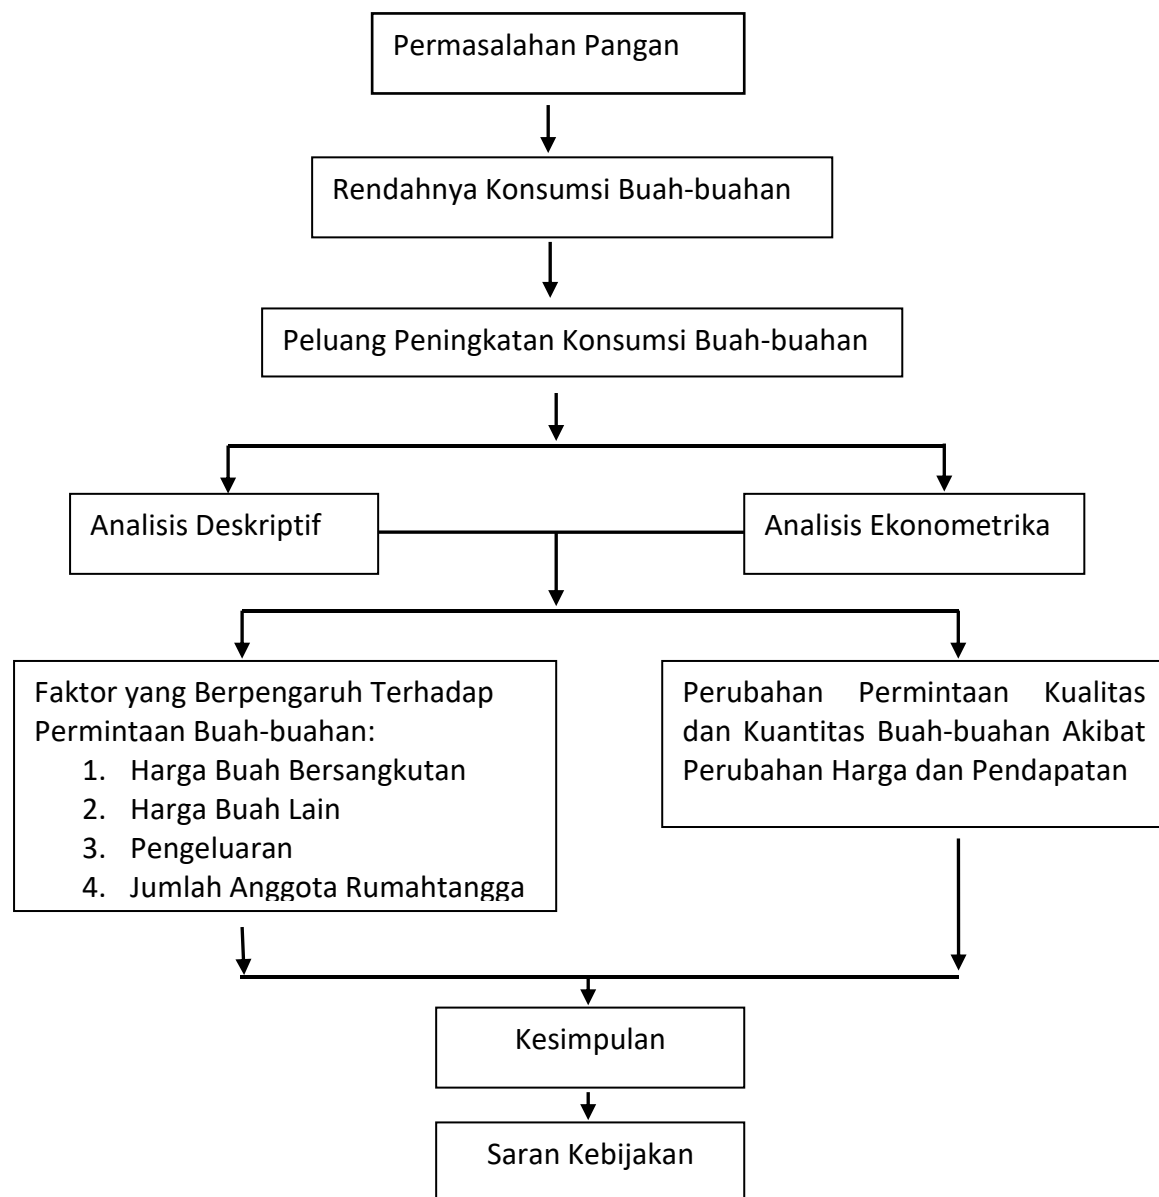 Permasalahan Pangan
Rendahnya Konsumsi Buah-buahan
Peluang Peningkatan Konsumsi Buah-buahan
Analisis Deskriptif
Analisis Ekonometrika
Faktor yang Berpengaruh Terhadap
Permintaan Buah-buahan:
1. Harga Buah Bersangkutan
2. Harga Buah Lain
3. Pengeluaran
4. Jumlah Anggota Rumahtangga
Perubahan Permintaan Kualitas
dan Kuantitas Buah-buahan Akibat
Perubahan Harga dan Pendapatan
Kesimpulan
Saran Kebijakan